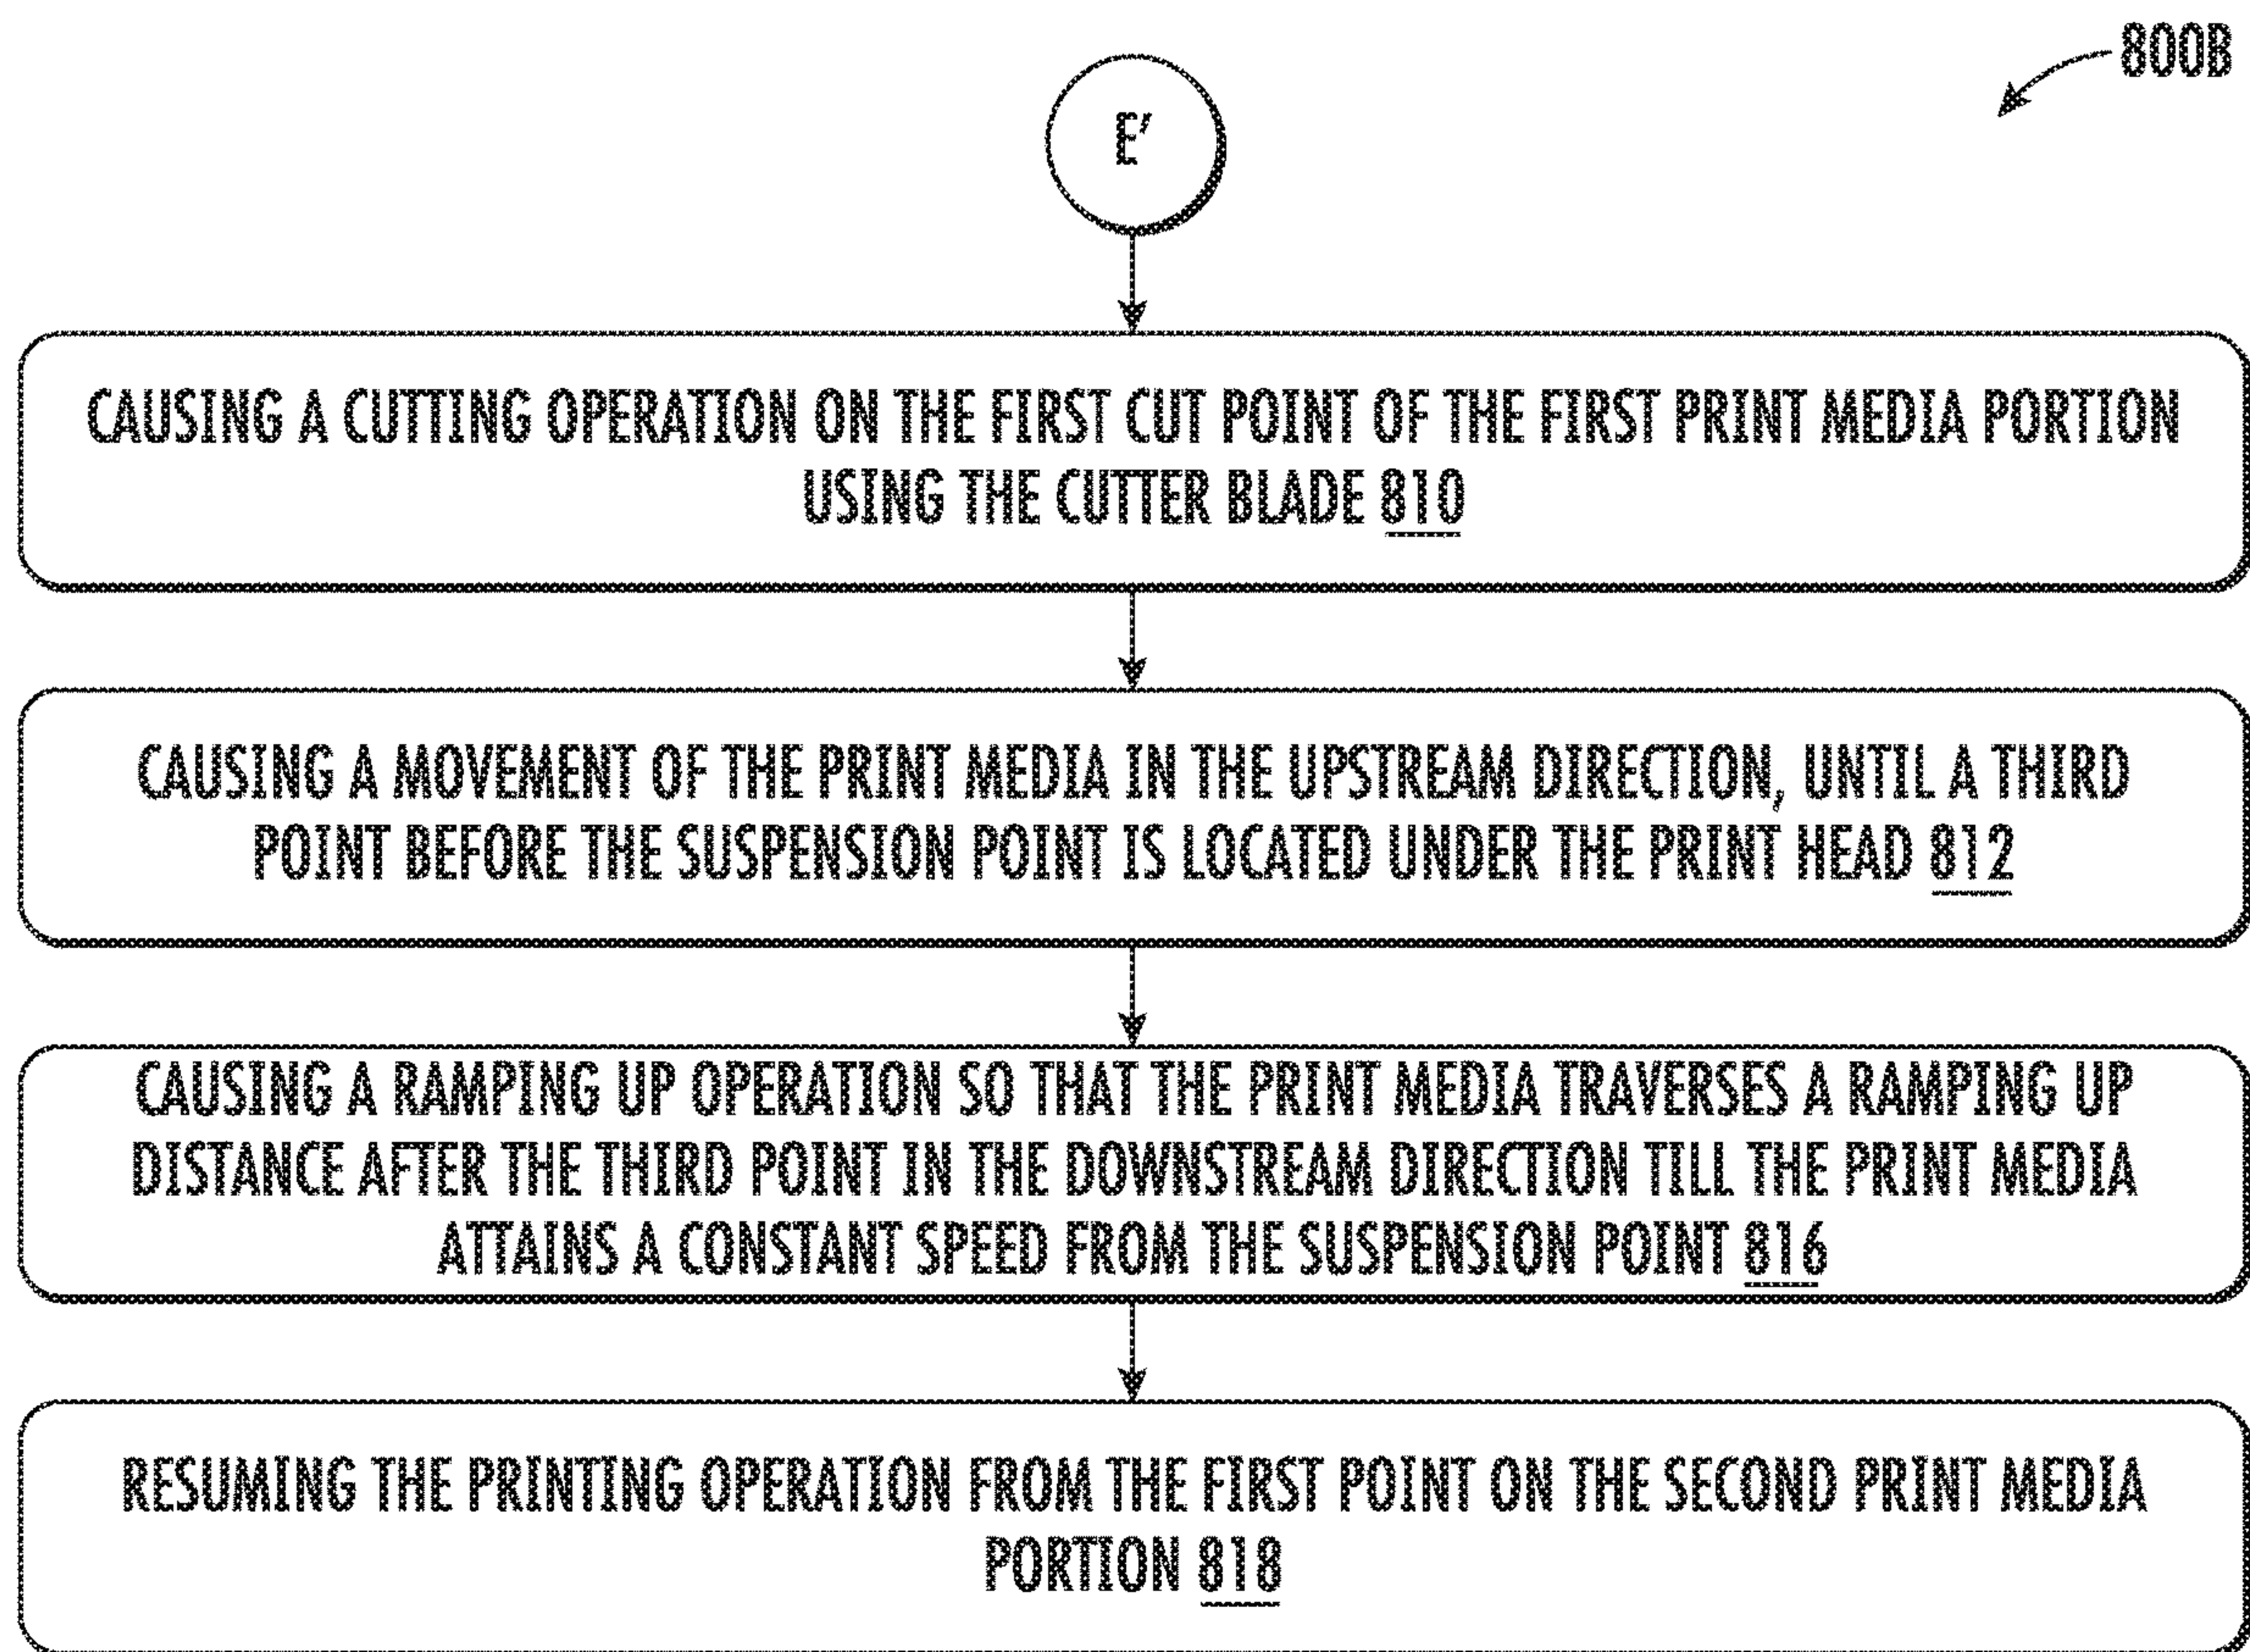 800B
E'
CAUSING A CUTTING OPERATION ON THE FIRST CUT POINT OF THE FIRST PRINT MEDIA PORTION
USING THE CUTTER BLADE 810
CAUSING A MOVEMENT OF THE PRINT MEDIA IN THE UPSTREAM DIRECTION, UNTIL A THIRD
POINT BEFORE THE SUSPENSION POINT IS LOCATED UNDER THE PRINT HEAD 812
CAUSING A RAMPING UP OPERATION SO THAT THE PRINT MEDIA TRAVERSES A RAMPING UP
DISTANCE AFTER THE THIRD POINT IN THE DOWNSTREAM DIRECTION TILL THE PRINT MEDIA
ATTAINS A CONSTANT SPEED FROM THE SUSPENSION POINT 816
RESUMING THE PRINTING OPERATION FROM THE FIRST POINT ON THE SECOND PRINT MEDIA
PORTION 818